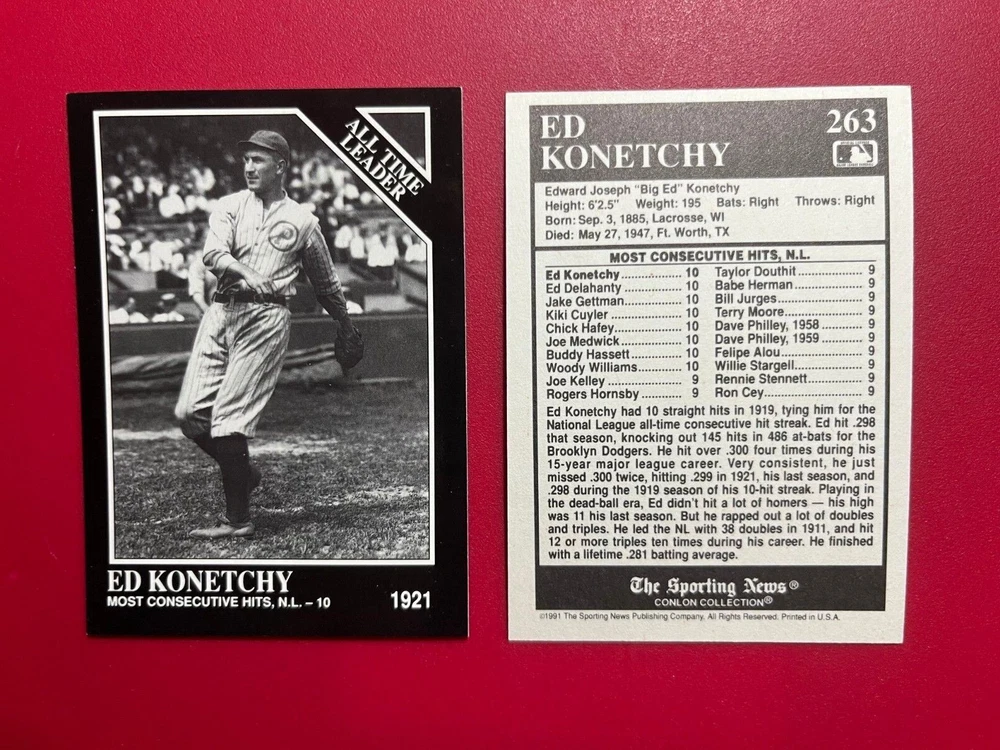 ALL TIME
LEADER
ED KONETCHY
MOST CONSECUTIVE HITS, N.L. – 10
1921
ED
KONETCHY
263
Edward Joseph "Big Ed" Konetchy
Height: 6'2.5" Weight: 195 Bats: Right Throws: Right
Born: Sep. 3, 1885, Lacrosse, WI
Died: May 27, 1947, Ft. Worth, TX
MOST CONSECUTIVE HITS, N.L.
Ed Konetchy.................. 10
Ed Delahanty................ 10
Jake Gettman............... 10
Kiki Cuyler .................... 10
Chick Hafey.................. 10
Joe Medwick................. 10
Buddy Hassett.............. 10
Woody Williams............ 10
Joe Kelley..................... 9
Rogers Hornsby............ 9
Taylor Douthit................ 9
Babe Herman................ 9
Bill Jurges..................... 9
Terry Moore................... 9
Dave Philley, 1958......... 9
Dave Philley, 1959......... 9
Felipe Alou.................... 9
Willie Stargell................ 9
Rennie Stennett............. 9
Ron Cey........................ 9
Ed Konetchy had 10 straight hits in 1919, tying him for the
National League all-time consecutive hit streak. Ed hit .298
that season, knocking out 145 hits in 486 at-bats for the
Brooklyn Dodgers. He hit over .300 four times during his
15-year major league career. Very consistent, he just
missed .300 twice, hitting .299 in 1921, his last season, and
.298 during the 1919 season of his 10-hit streak. Playing in
the dead-ball era, Ed didn't hit a lot of homers — his high
was 11 his last season. But he rapped out a lot of doubles
and triples. He led the NL with 38 doubles in 1911, and hit
12 or more triples ten times during his career. He finished
with a lifetime .281 batting average.
The Sporting News®
CONLON COLLECTION®
©1991 The Sporting News Publishing Company. All Rights Reserved. Printed in U.S.A.